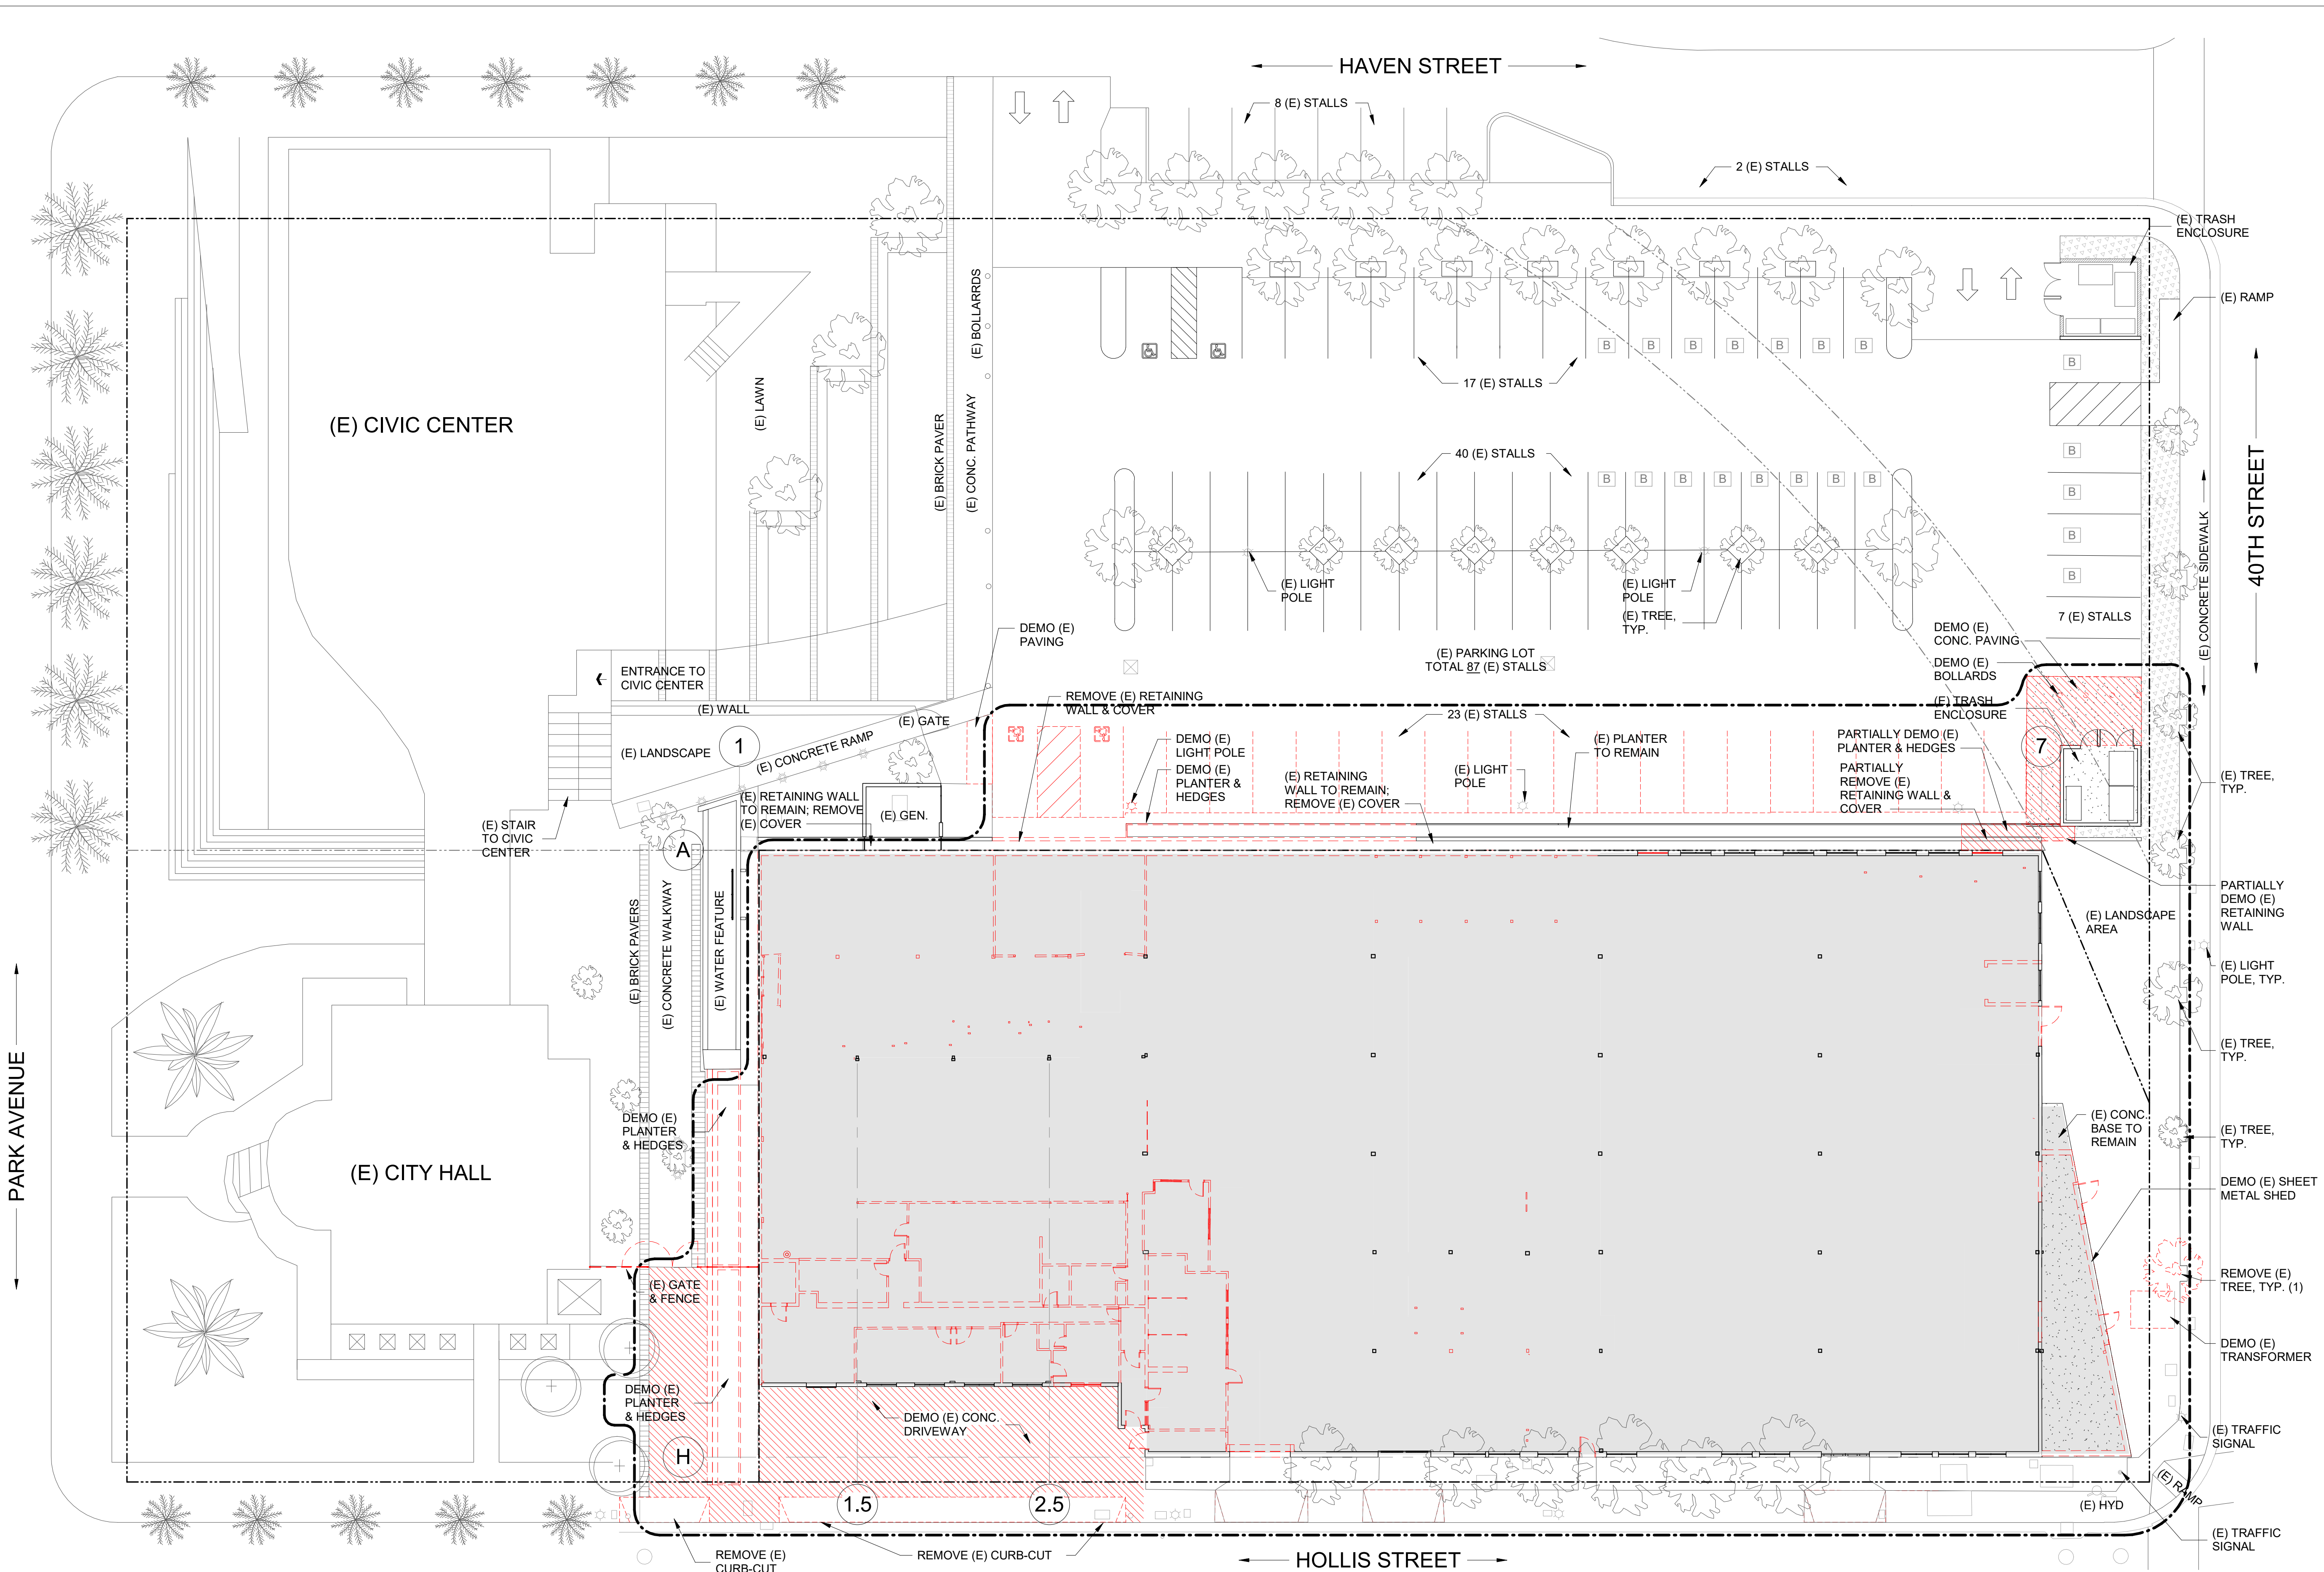 HAVEN STREET
8 (E) STALLS
2 (E) STALLS
(E) TRASH
ENCLOSURE
(E) RAMP
(E) BOLLARRDS
(E) LAWN
(E) BRICK PAVER
(E) CONC. PATHWAY
B B B B B B B
B
17 (E) STALLS
(E) CIVIC CENTER
40 (E) STALLS
B B B B B B B B
B
B
B
B
40TH STREET
(E) CONCRETE SIDEWALK
(E) LIGHT
POLE
(E) LIGHT
POLE
(E) TREE,
TYP.
7 (E) STALLS
DEMO (E)
PAVING
DEMO (E)
CONC. PAVING
(E) PARKING LOT
TOTAL 87 (E) STALLS
DEMO (E)
BOLLARDS
ENTRANCE TO
CIVIC CENTER
REMOVE (E) RETAINING
WALL & COVER
(E) TRASH
ENCLOSURE
(E) WALL
(E) GATE
23 (E) STALLS
(E) LANDSCAPE
1
(E) CONCRETE RAMP
DEMO (E)
LIGHT POLE
DEMO (E)
PLANTER &
HEDGES
(E) RETAINING
WALL TO REMAIN;
REMOVE (E) COVER
(E) LIGHT
POLE
(E) PLANTER
TO REMAIN
PARTIALLY DEMO (E)
PLANTER & HEDGES
PARTIALLY
REMOVE (E)
RETAINING WALL &
COVER
7
(E) TREE,
TYP.
(E) RETAINING WALL
TO REMAIN; REMOVE
(E) COVER
(E) GEN.
(E) STAIR
TO CIVIC
CENTER
A
PARTIALLY
DEMO (E)
RETAINING
WALL
(E) BRICK PAVERS
(E) CONCRETE WALKWAY
(E) WATER FEATURE
(E) LANDSCAPE
AREA
(E) LIGHT
POLE, TYP.
(E) TREE,
TYP.
PARK AVENUE
DEMO (E)
PLANTER
& HEDGES
(E) CONC.
BASE TO
REMAIN
(E) TREE,
TYP.
(E) CITY HALL
DEMO (E) SHEET
METAL SHED
(E) GATE
& FENCE
REMOVE (E)
TREE, TYP. (1)
DEMO (E)
TRANSFORMER
DEMO (E)
PLANTER
& HEDGES
DEMO (E) CONC.
DRIVEWAY
(E) TRAFFIC
SIGNAL
H
1.5
2.5
(E) RAMP
(E) HYD
(E) TRAFFIC
SIGNAL
REMOVE (E)
CURB-CUT
REMOVE (E) CURB-CUT
HOLLIS STREET